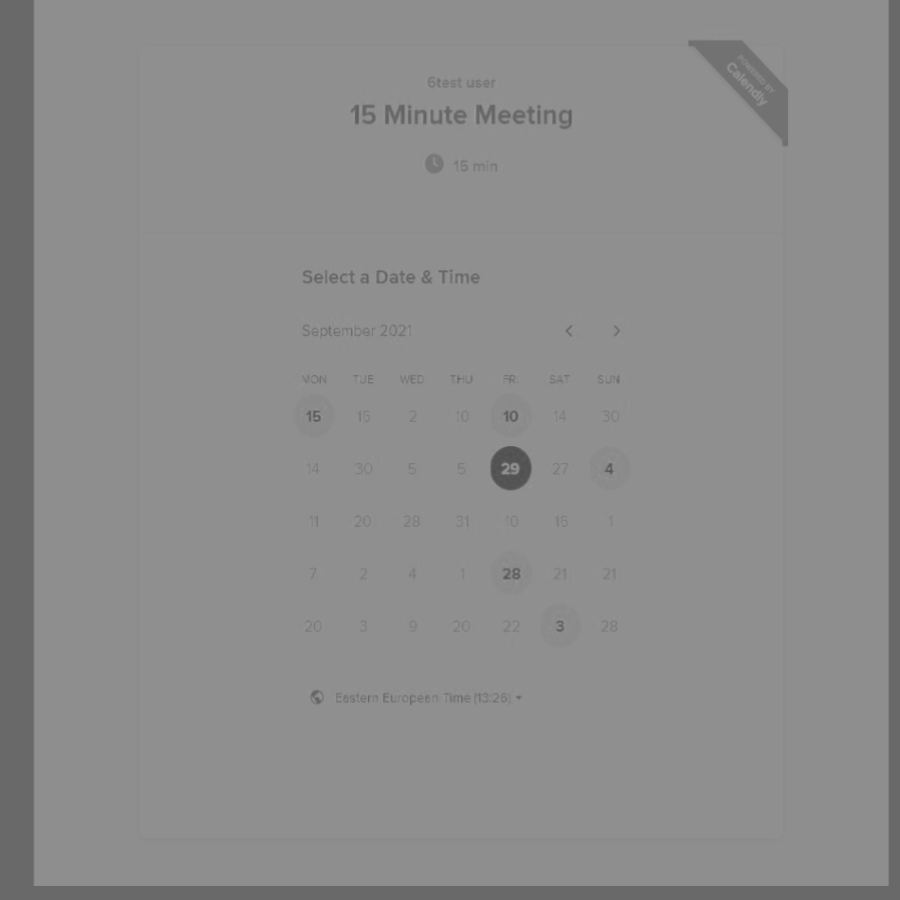 POWERED BY
Calendly
6test user
15 Minute Meeting
15 min
Select a Date & Time
September 2021
MON TUE WED THU FRI SAT SUN
15 15 2 10 10 14 30
14 30 5 5 29 27 4
11 20 28 31 10 15 1
7 2 4 1 28 21 21
20 3 9 20 22 3 28
Eastern European Time (13:26)